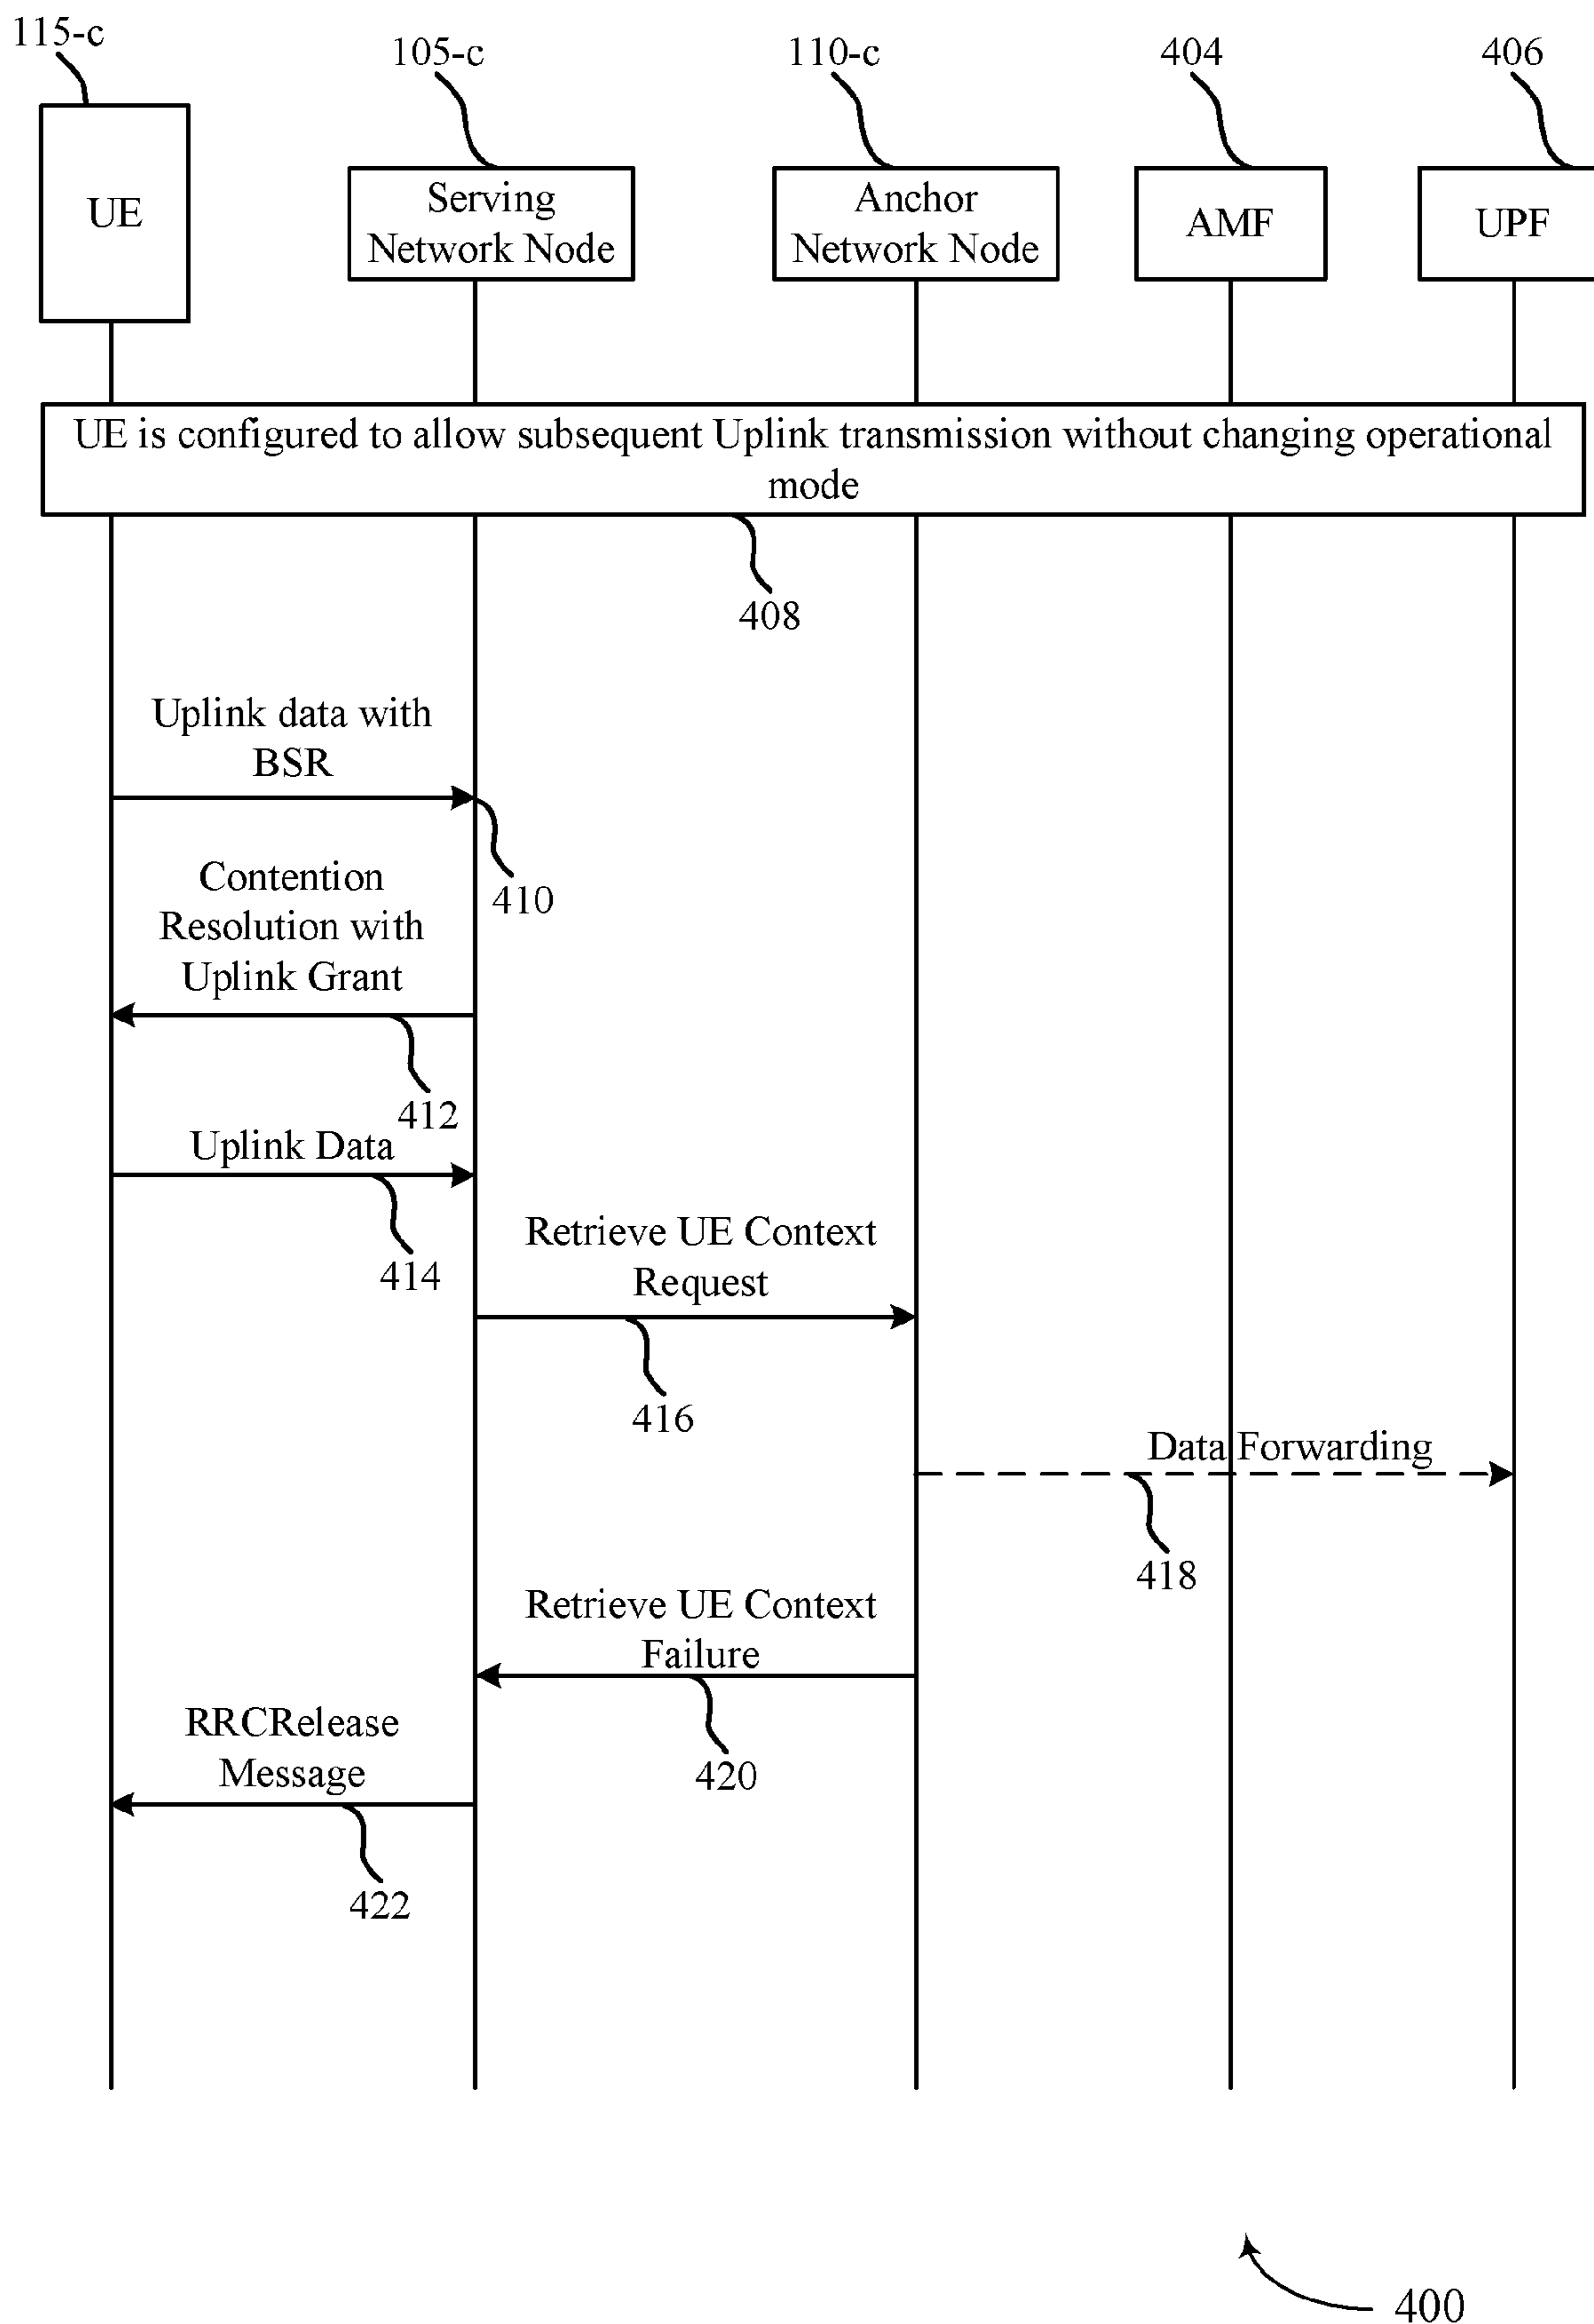 115-c
105-c
110-c
404
406
UE
Serving
Network Node
Anchor
Network Node
AMF
UPF
UE is configured to allow subsequent Uplink transmission without changing operational
mode
408
Uplink data with
BSR
410
Contention
Resolution with
Uplink Grant
412
Uplink Data
414
Retrieve UE Context
Request
416
Data Forwarding
418
Retrieve UE Context
Failure
420
RRCRelease
Message
422
400